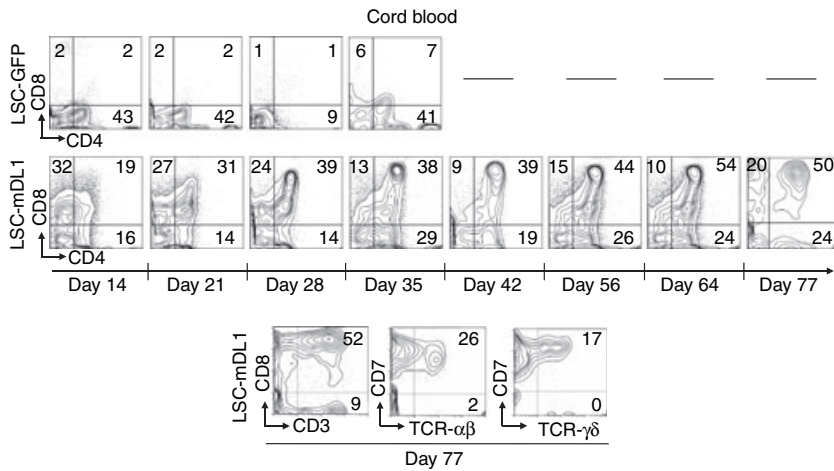 Cord blood
LSC-GFP
CD8
2 2 43
2 2 42
1 1 9
6 7 41
CD4
LSC-mDL1
CD8
32 19 16
27 31 14
24 39 14
13 38 29
9 39 19
15 44 26
10 54 24
20 50 24
CD4
Day 14 Day 21 Day 28 Day 35 Day 42 Day 56 Day 64 Day 77
LSC-mDL1
CD8
52 9
CD3
CD7
26 2
TCR-αβ
CD7
17 0
TCR-γδ
Day 77